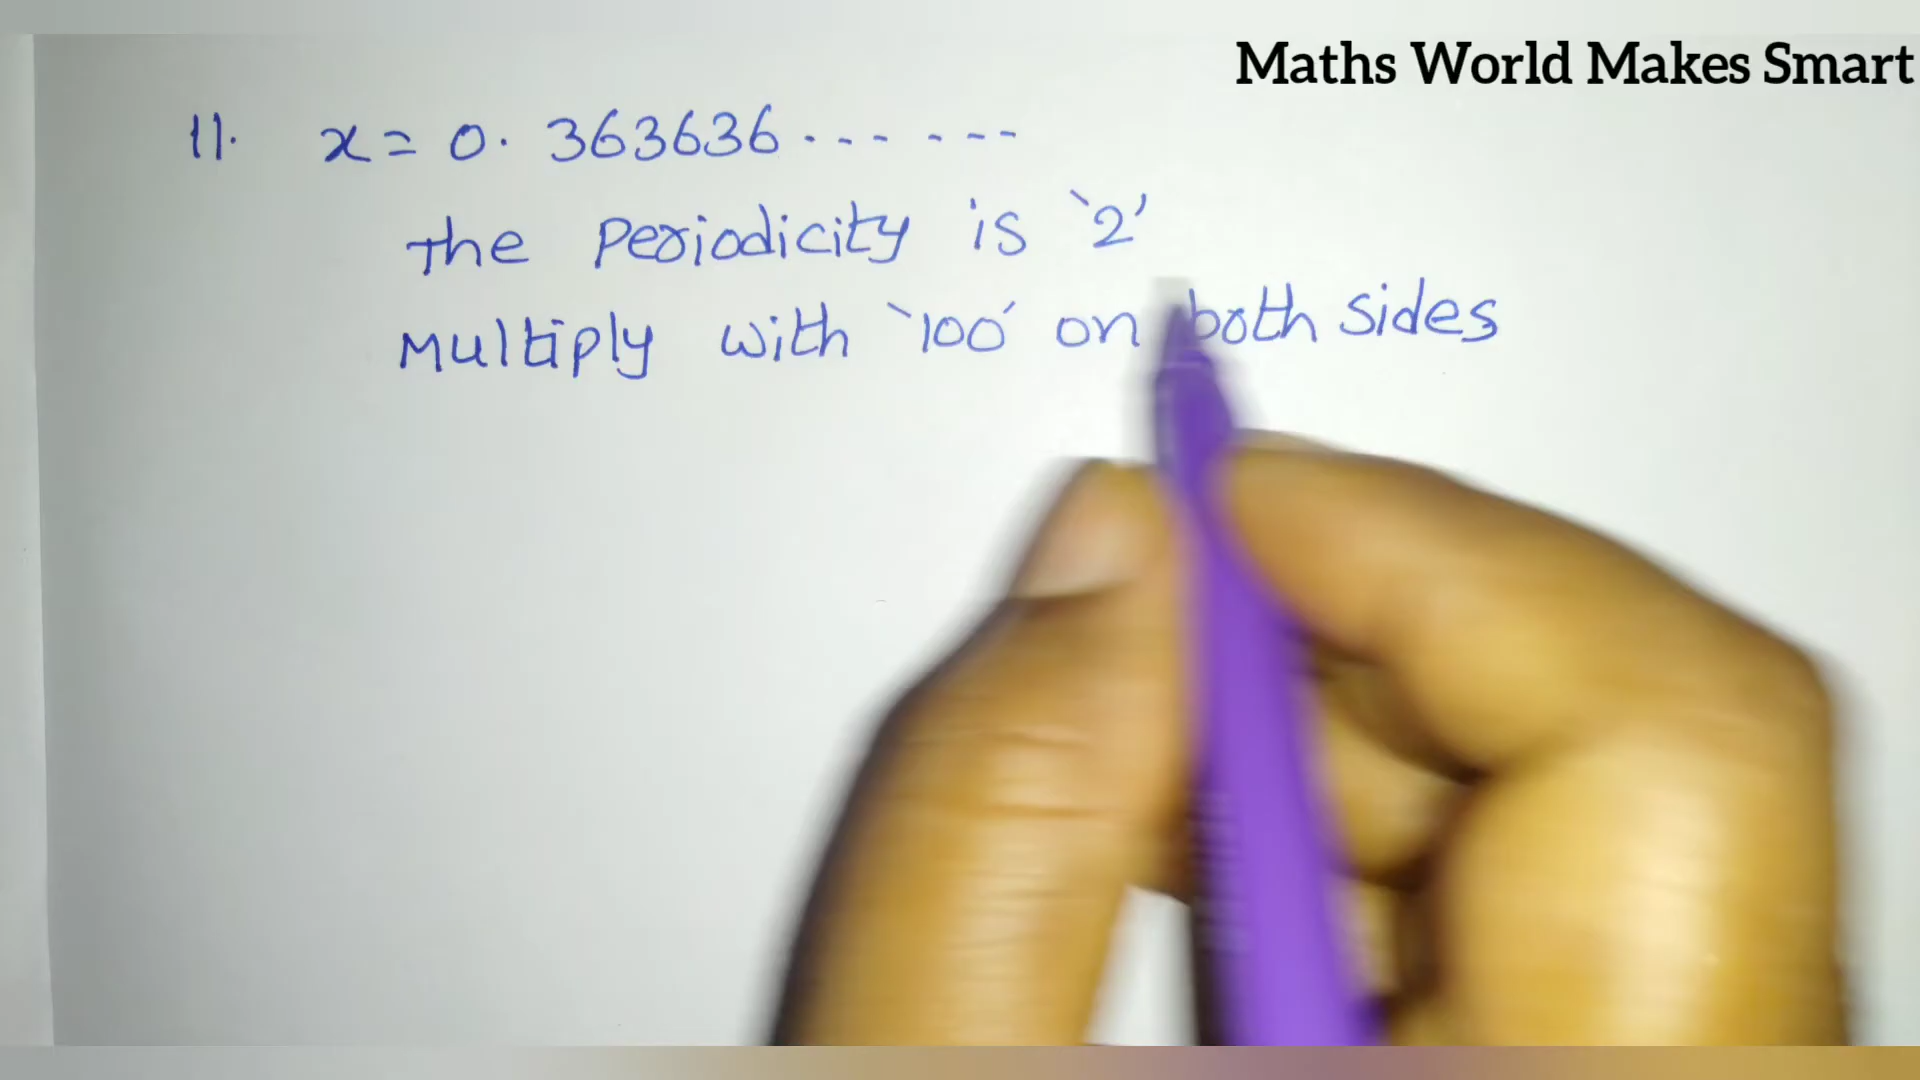 Maths World Makes Smart
11. x = 0.363636.-- ---
The Periodicity is `2'
Multiply with `100' on both sides